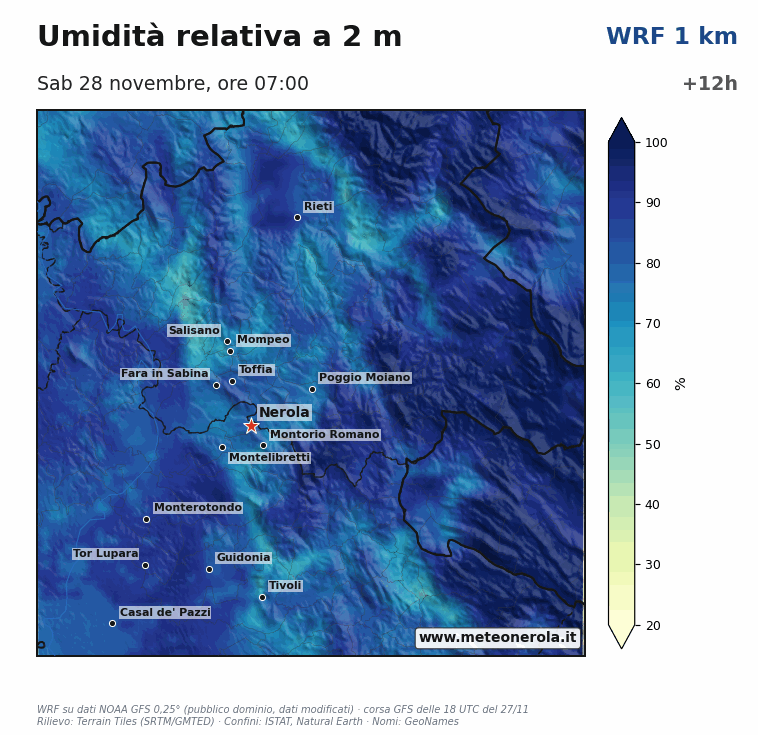 Umidità relativa a 2 m
WRF 1 km
Sab 28 novembre, ore 07:00
+12h
Rieti
Salisano
Mompeo
Fara in Sabina
Toffia
Poggio Moiano
Nerola
Montorio Romano
Montelibretti
Monterotondo
Tor Lupara
Guidonia
Tivoli
Casal de' Pazzi
www.meteonerola.it
100
90
80
70
60
50
40
30
20
%
WRF su dati NOAA GFS 0,25° (pubblico dominio, dati modificati) · corsa GFS delle 18 UTC del 27/11
Rilievo: Terrain Tiles (SRTM/GMTED) · Confini: ISTAT, Natural Earth · Nomi: GeoNames